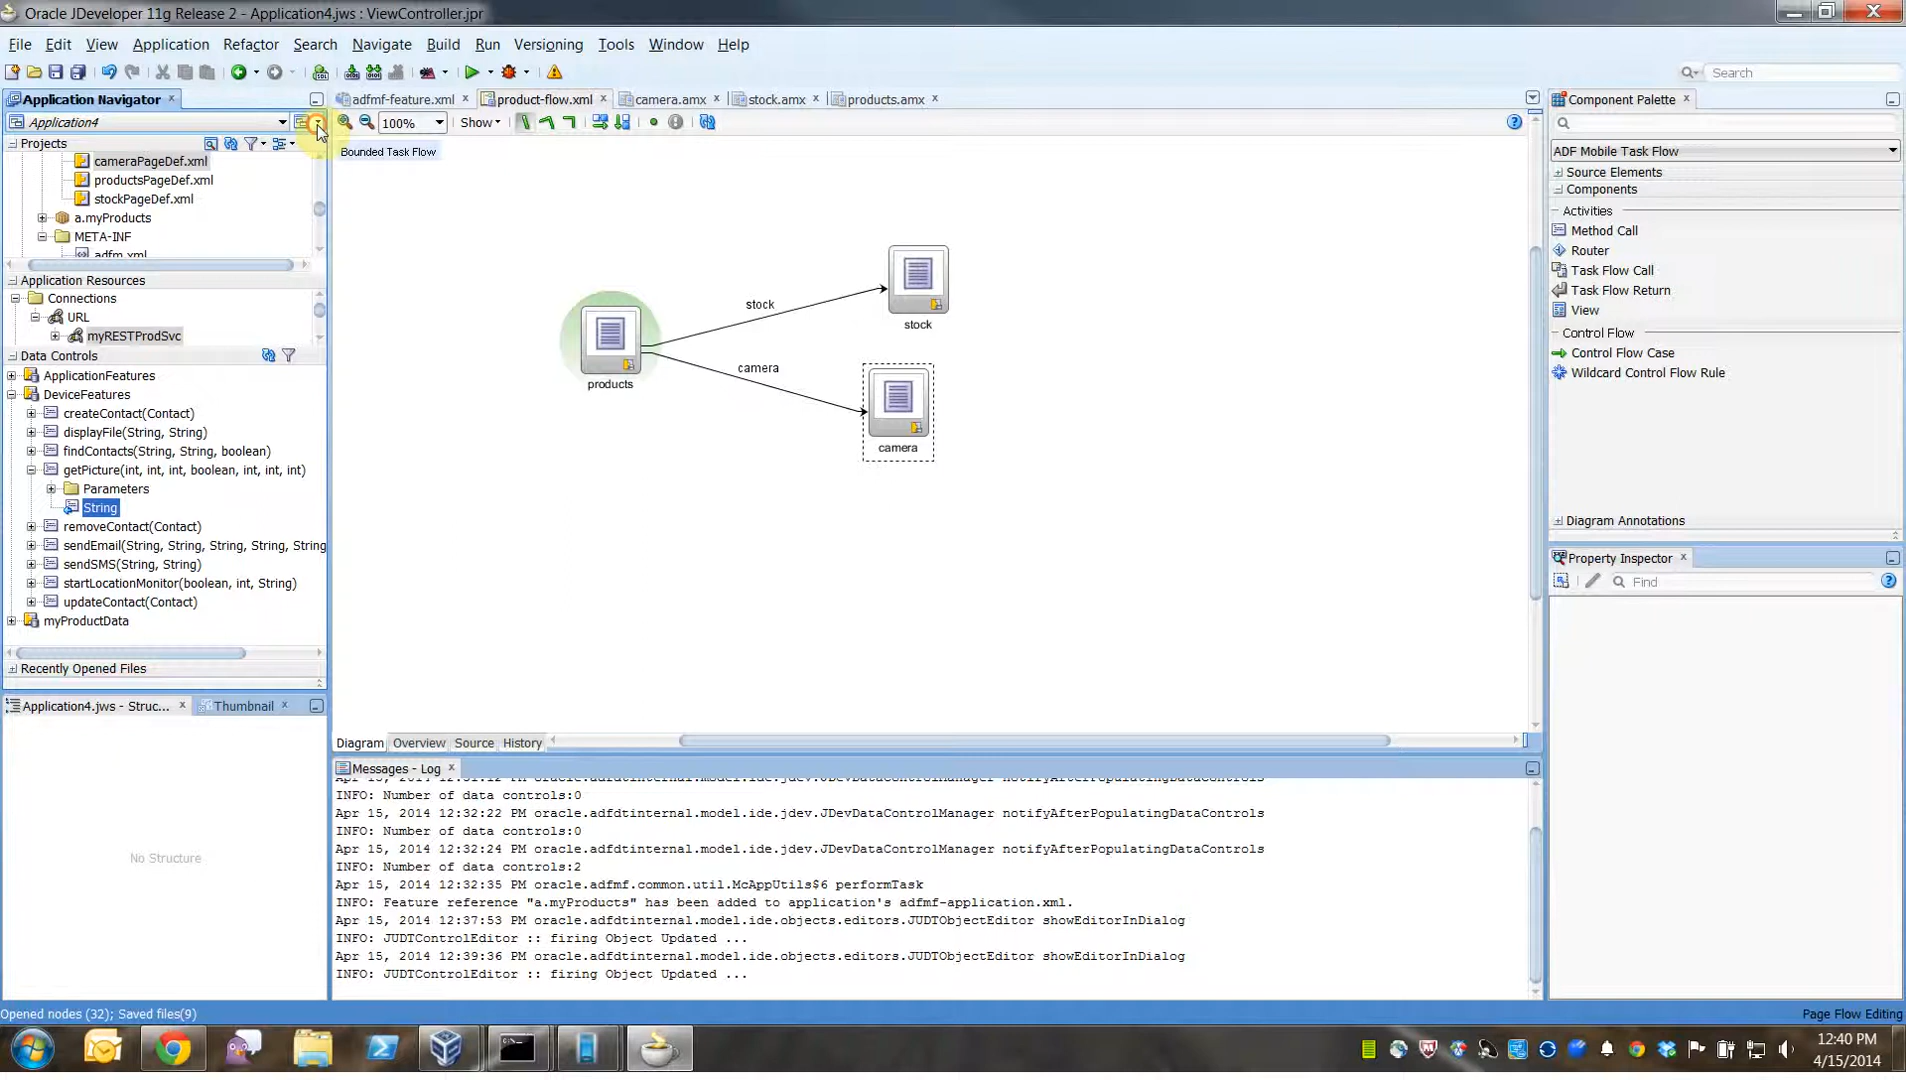 Oracle JDeveloper 11g Release 2 - Application4.jws : ViewController.jpr
File Edit View Application Refactor Search Navigate Build Run Versioning Tools Window Help
Search
Application Navigator
Application4
Projects
cameraPageDef.xml
productsPageDef.xml
stockPageDef.xml
a.myProducts
META-INF
adfm.xml
Application Resources
Connections
URL
myRESTProdSvc
Data Controls
ApplicationFeatures
DeviceFeatures
createContact(Contact)
displayFile(String, String)
findContacts(String, String, boolean)
getPicture(int, int, int, boolean, int, int, int)
Parameters
String
removeContact(Contact)
sendEmail(String, String, String, String, String
sendSMS(String, String)
startLocationMonitor(boolean, int, String)
updateContact(Contact)
myProductData
Recently Opened Files
Application4.jws - Struc... Thumbnail
No Structure
adfmf-feature.xml product-flow.xml camera.amx stock.amx products.amx
100% Show
Bounded Task Flow
stock
stock
products
camera
camera
Diagram Overview Source History
Messages - Log
INFO: Number of data controls:0
Apr 15, 2014 12:32:22 PM oracle.adfdtinternal.model.ide.jdev.JDevDataControlManager notifyAfterPopulatingDataControls
INFO: Number of data controls:0
Apr 15, 2014 12:32:24 PM oracle.adfdtinternal.model.ide.jdev.JDevDataControlManager notifyAfterPopulatingDataControls
INFO: Number of data controls:2
Apr 15, 2014 12:32:35 PM oracle.adfmf.common.util.McAppUtils$6 performTask
INFO: Feature reference "a.myProducts" has been added to application's adfmf-application.xml.
Apr 15, 2014 12:37:53 PM oracle.adfdtinternal.model.ide.objects.editors.JUDTObjectEditor showEditorInDialog
INFO: JUDTControlEditor :: firing Object Updated ...
Apr 15, 2014 12:39:36 PM oracle.adfdtinternal.model.ide.objects.editors.JUDTObjectEditor showEditorInDialog
INFO: JUDTControlEditor :: firing Object Updated ...
Component Palette
ADF Mobile Task Flow
Source Elements
Components
Activities
Method Call
Router
Task Flow Call
Task Flow Return
View
Control Flow
Control Flow Case
Wildcard Control Flow Rule
Diagram Annotations
Property Inspector
Find
Opened nodes (32); Saved files(9)
Page Flow Editing
12:40 PM
4/15/2014